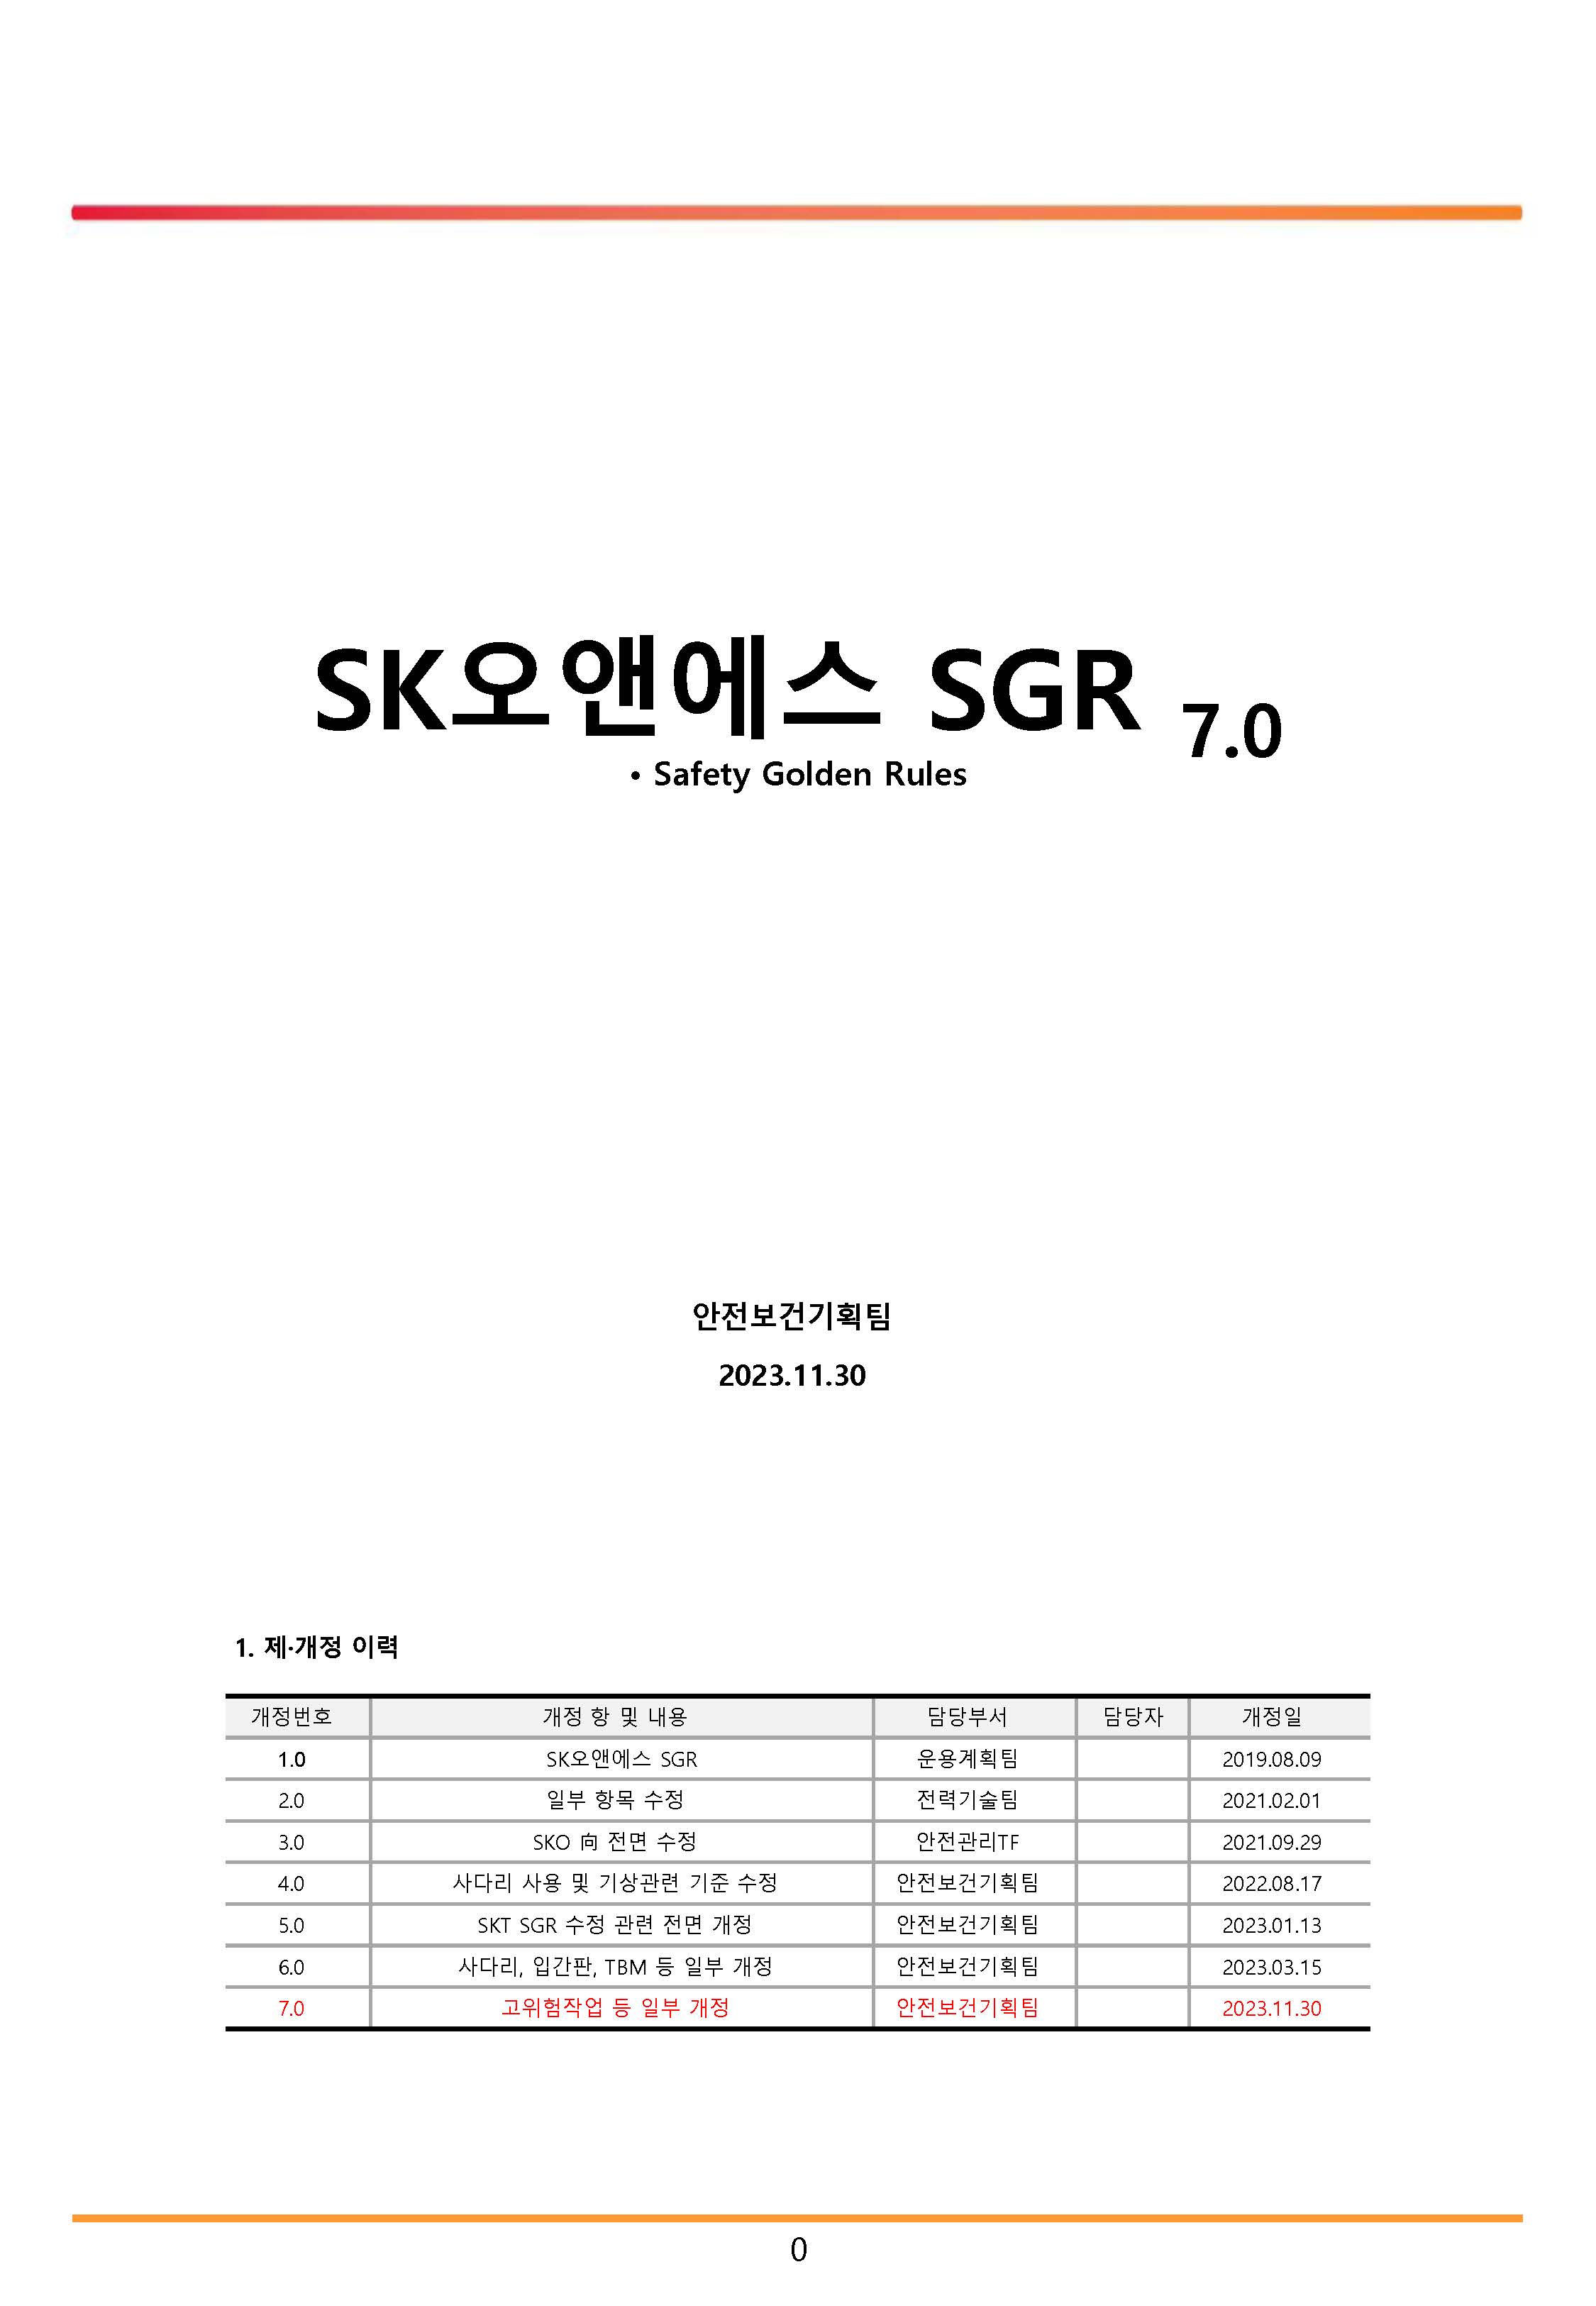 SK오앤에스 SGR 7.0
• Safety Golden Rules
안전보건기획팀
2023.11.30
1. 제·개정 이력
개정번호 개정 항 및 내용 담당부서 담당자 개정일
1.0 SK오앤에스 SGR 운용계획팀 2019.08.09
2.0 일부 항목 수정 전력기술팀 2021.02.01
3.0 SKO 向 전면 수정 안전관리TF 2021.09.29
4.0 사다리 사용 및 기상관련 기준 수정 안전보건기획팀 2022.08.17
5.0 SKT SGR 수정 관련 전면 개정 안전보건기획팀 2023.01.13
6.0 사다리, 입간판, TBM 등 일부 개정 안전보건기획팀 2023.03.15
7.0 고위험작업 등 일부 개정 안전보건기획팀 2023.11.30
0